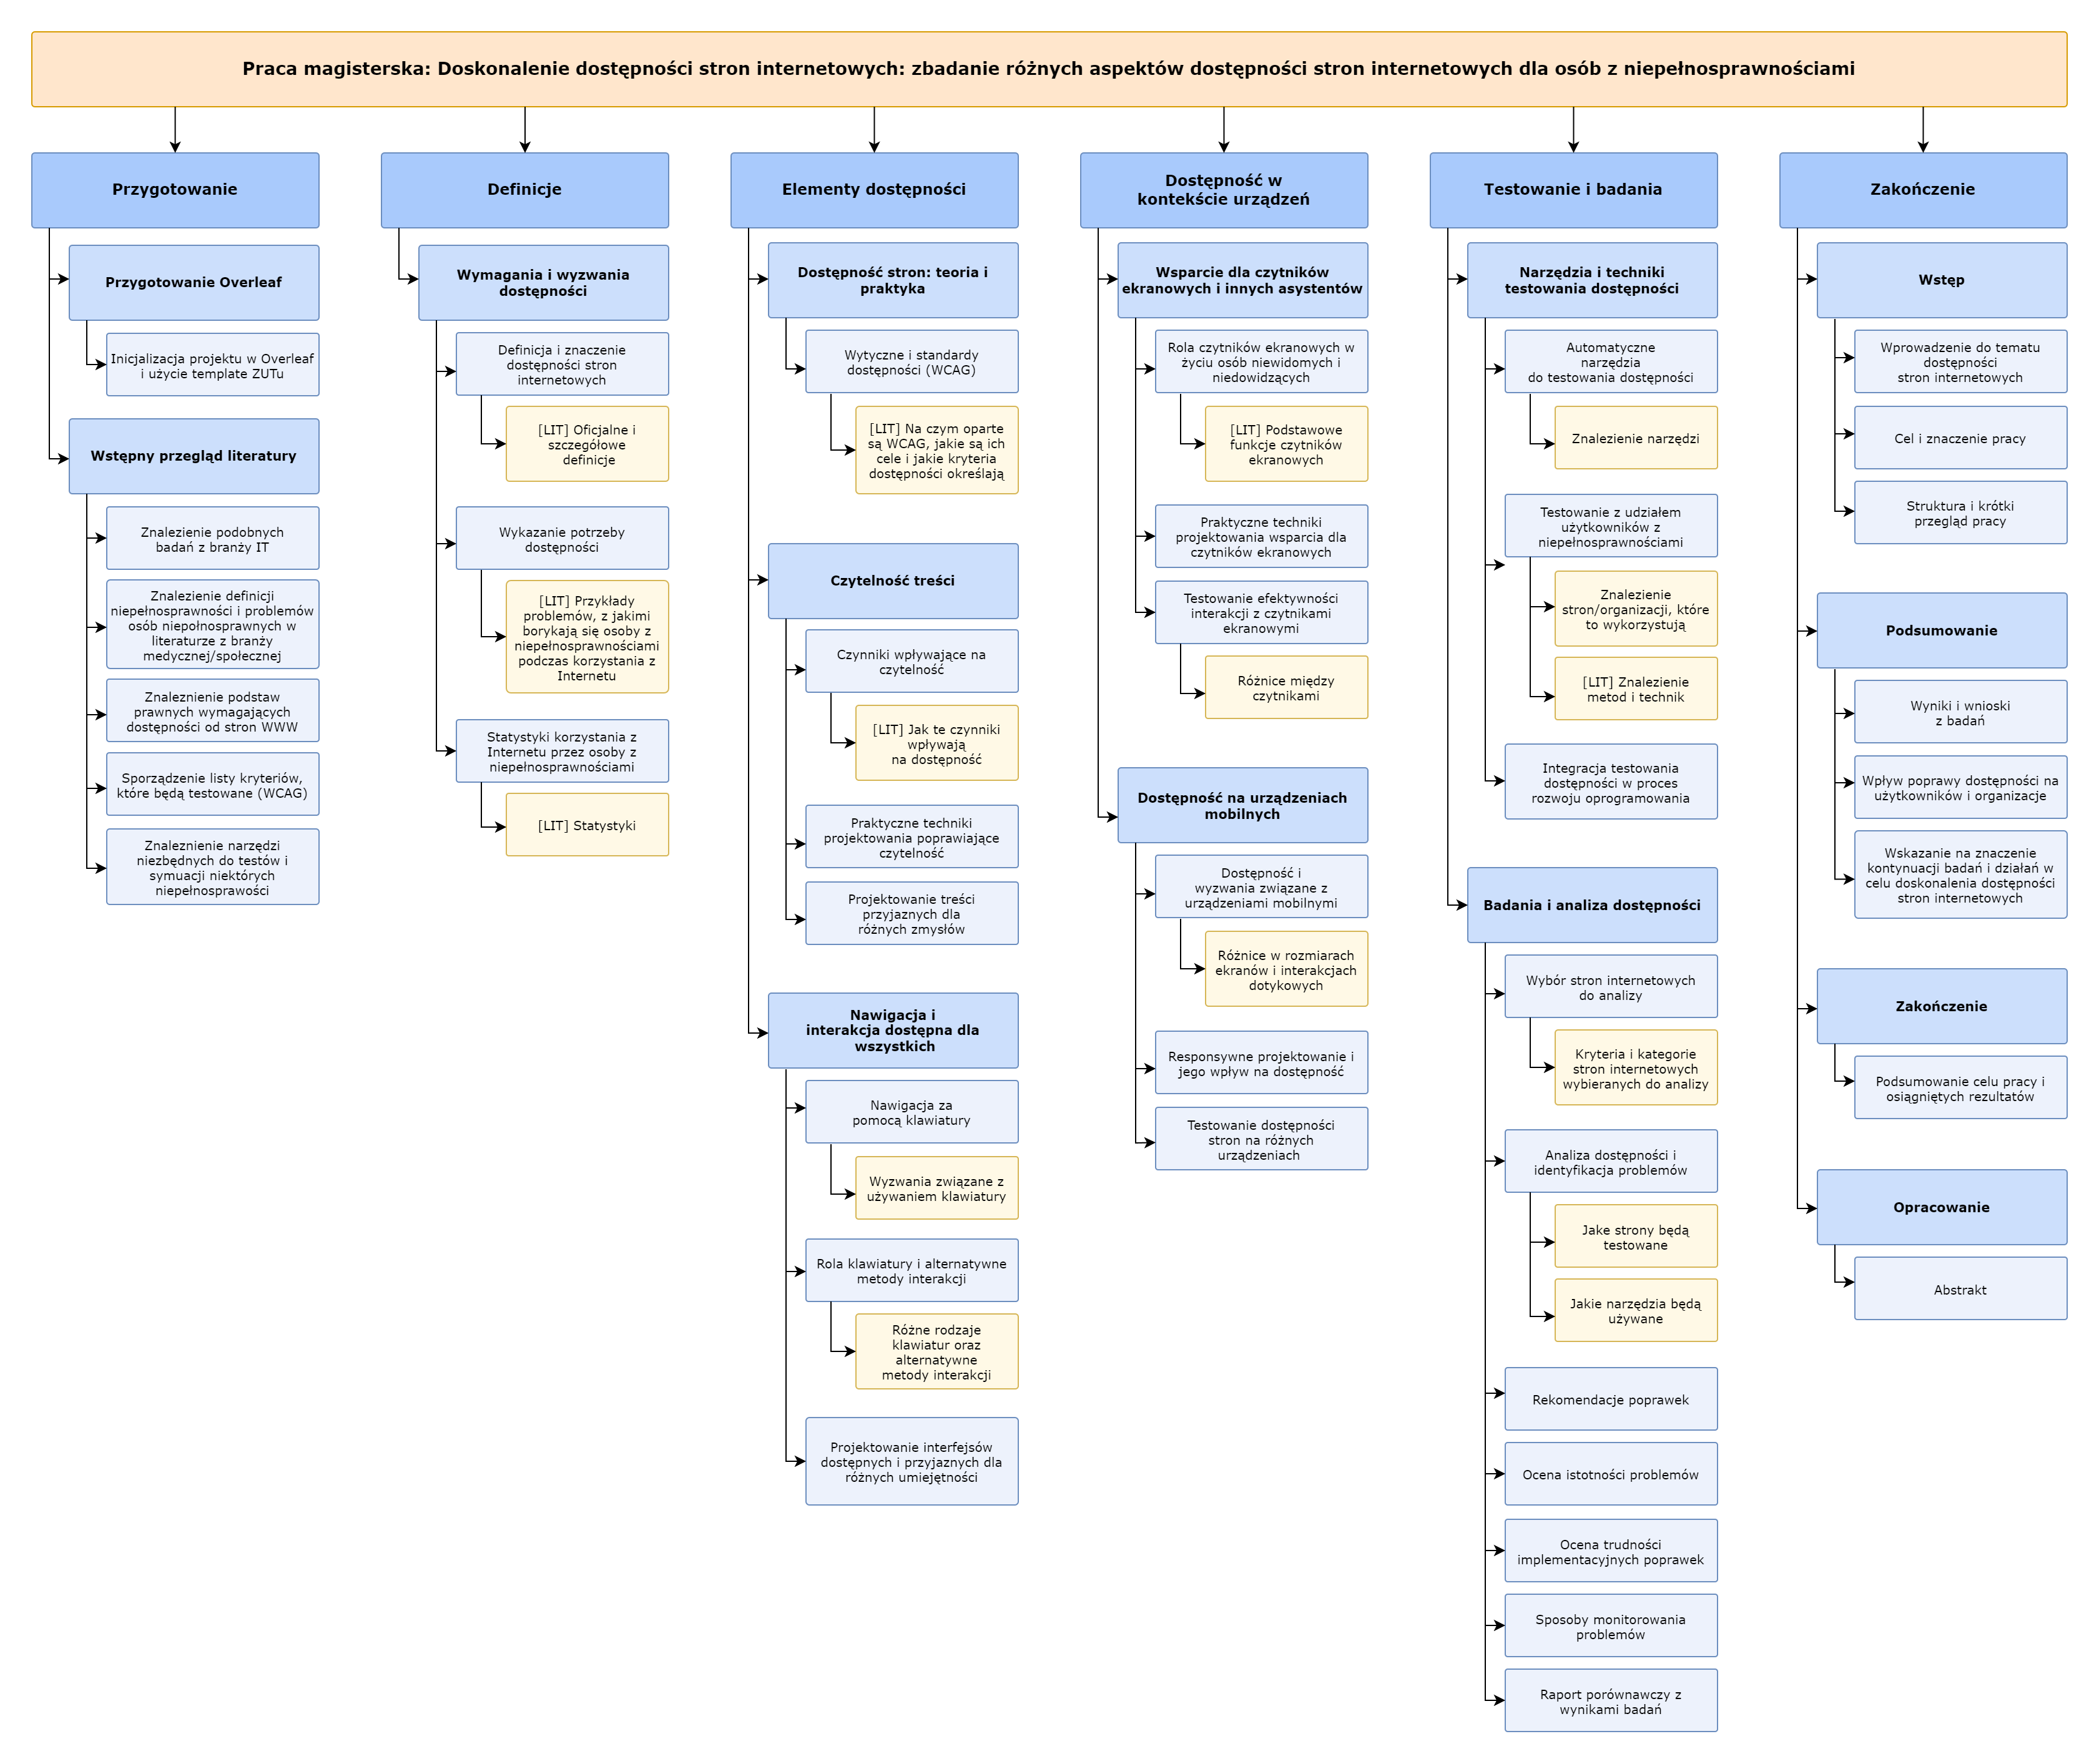 Praca magisterska: Doskonalenie dostępności stron internetowych: zbadanie różnych aspektów dostępności stron internetowych dla osób z niepełnosprawnościami
Przygotowanie
Przygotowanie Overleaf
Inicjalizacja projektu w Overleaf
i użycie template ZUTu
Wstępny przegląd literatury
Znalezienie podobnych
badań z branży IT
Znalezienie definicji
niepełnosprawności i problemów
osób niepołnosprawnych w
literaturze z branży
medycznej/społecznej
Znaleznienie podstaw
prawnych wymagających
dostępności od stron WWW
Sporządzenie listy kryteriów,
które będą testowane (WCAG)
Znaleznienie narzędzi
niezbędnych do testów i
symuacji niektórych
niepełnosprawości
Definicje
Wymagania i wyzwania
dostępności
Definicja i znaczenie
dostępności stron
internetowych
[LIT] Oficjalne i
szczegółowe
definicje
Wykazanie potrzeby
dostępności
[LIT] Przykłady
problemów, z jakimi
borykają się osoby z
niepełnosprawnościami
podczas korzystania z
Internetu
Statystyki korzystania z
Internetu przez osoby z
niepełnosprawnościami
[LIT] Statystyki
Elementy dostępności
Dostępność stron: teoria i
praktyka
Wytyczne i standardy
dostępności (WCAG)
[LIT] Na czym oparte
są WCAG, jakie są ich
cele i jakie kryteria
dostępności określają
Czytelność treści
Czynniki wpływające na
czytelność
[LIT] Jak te czynniki
wpływają
na dostępność
Praktyczne techniki
projektowania poprawiające
czytelność
Projektowanie treści
przyjaznych dla
różnych zmysłów
Nawigacja i
interakcja dostępna dla
wszystkich
Nawigacja za
pomocą klawiatury
Wyzwania związane z
używaniem klawiatury
Rola klawiatury i alternatywne
metody interakcji
Różne rodzaje
klawiatur oraz
alternatywne
metody interakcji
Projektowanie interfejsów
dostępnych i przyjaznych dla
różnych umiejętności
Dostępność w
kontekście urządzeń
Wsparcie dla czytników
ekranowych i innych asystentów
Rola czytników ekranowych w
życiu osób niewidomych i
niedowidzących
[LIT] Podstawowe
funkcje czytników
ekranowych
Praktyczne techniki
projektowania wsparcia dla
czytników ekranowych
Testowanie efektywności
interakcji z czytnikami
ekranowymi
Różnice między
czytnikami
Dostępność na urządzeniach
mobilnych
Dostępność i
wyzwania związane z
urządzeniami mobilnymi
Różnice w rozmiarach
ekranów i interakcjach
dotykowych
Responsywne projektowanie i
jego wpływ na dostępność
Testowanie dostępności
stron na różnych
urządzeniach
Testowanie i badania
Narzędzia i techniki
testowania dostępności
Automatyczne
narzędzia
do testowania dostępności
Znalezienie narzędzi
Testowanie z udziałem
użytkowników z
niepełnosprawnościami
Znalezienie
stron/organizacji, które
to wykorzystują
[LIT] Znalezienie
metod i technik
Integracja testowania
dostępności w proces
rozwoju oprogramowania
Badania i analiza dostępności
Wybór stron internetowych
do analizy
Kryteria i kategorie
stron internetowych
wybieranych do analizy
Analiza dostępności i
identyfikacja problemów
Jake strony będą
testowane
Jakie narzędzia będą
używane
Rekomendacje poprawek
Ocena istotności problemów
Ocena trudności
implementacyjnych poprawek
Sposoby monitorowania
problemów
Raport porównawczy z
wynikami badań
Zakończenie
Wstęp
Wprowadzenie do tematu
dostępności
stron internetowych
Cel i znaczenie pracy
Struktura i krótki
przegląd pracy
Podsumowanie
Wyniki i wnioski
z badań
Wpływ poprawy dostępności na
użytkowników i organizacje
Wskazanie na znaczenie
kontynuacji badań i działań w
celu doskonalenia dostępności
stron internetowych
Zakończenie
Podsumowanie celu pracy i
osiągniętych rezultatów
Opracowanie
Abstrakt